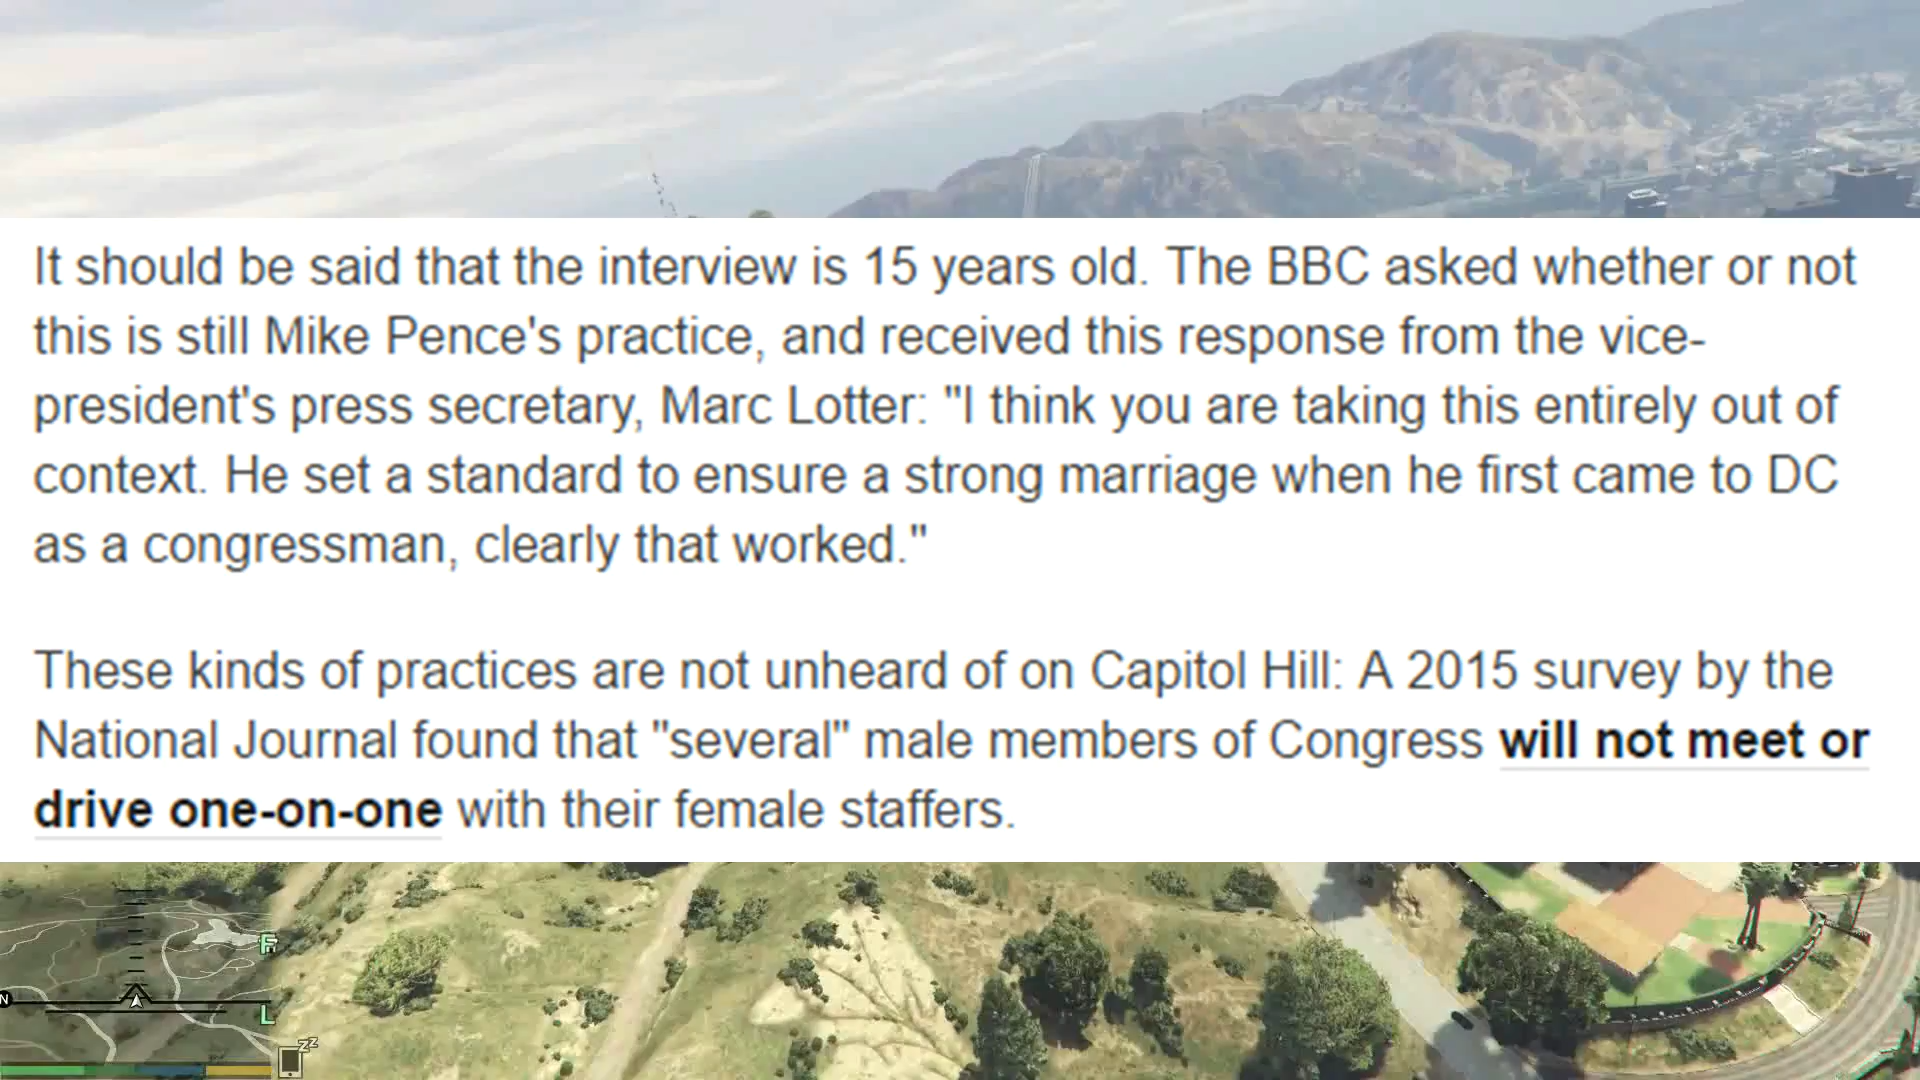 It should be said that the interview is 15 years old. The BBC asked whether or not
this is still Mike Pence's practice, and received this response from the vice-
president's press secretary, Marc Lotter: "I think you are taking this entirely out of
context. He set a standard to ensure a strong marriage when he first came to DC
as a congressman, clearly that worked."
These kinds of practices are not unheard of on Capitol Hill: A 2015 survey by the
National Journal found that "several" male members of Congress will not meet or
drive one-on-one with their female staffers.
F
N
L
zz